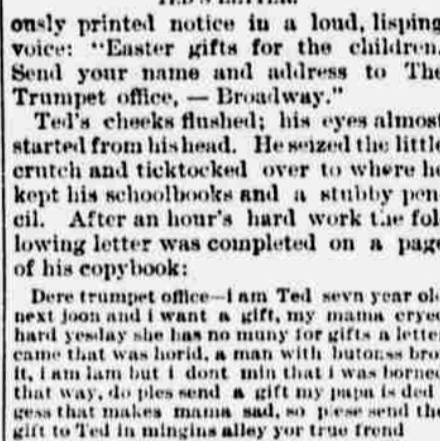 TED'S LETTER.
ously printed notice in a loud, lisping
voice: "Easter gifts for the children.
Send your name and address to The
Trumpet office, — Broadway."
Ted's cheeks flushed; his eyes almost
started from his head. He seized the little
crutch and ticktocked over to where he
kept his schoolbooks and a stubby pen-
cil. After an hour's hard work the fol-
lowing letter was completed on a page
of his copybook:
Dere trumpet office—i am Ted sevn year ol
next joon and i want a gift, my mama cryed
hard yesday she has no muny for gifts a letter
came that was horid, a man with butonss bro
it, i am lam but i dont min that i was borned
that way, do ples send a gift my papa is ded i
gess that makes mama sad, so plese send the
gift to Ted in mingins alley yor true frend